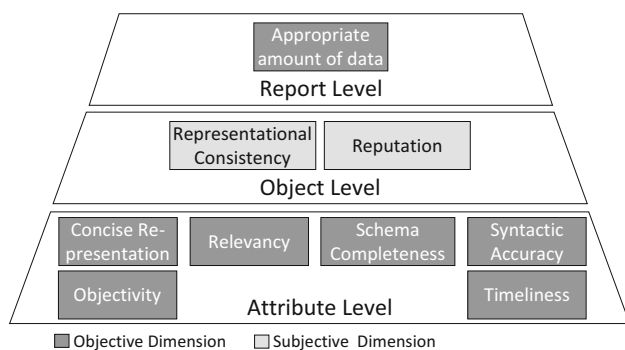 Appropriate
amount of data
Report Level
Representational
Consistency
Reputation
Object Level
Concise Re-
presentation
Relevancy
Schema
Completeness
Syntactic
Accuracy
Objectivity
Timeliness
Attribute Level
Objective Dimension
Subjective Dimension